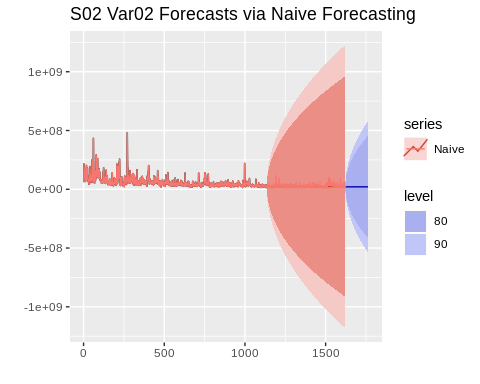 S02 Var02 Forecasts via Naive Forecasting
1e+09
5e+08
0e+00
-5e+08
-1e+09
0
500
1000
1500
series
Naive
level
80
90